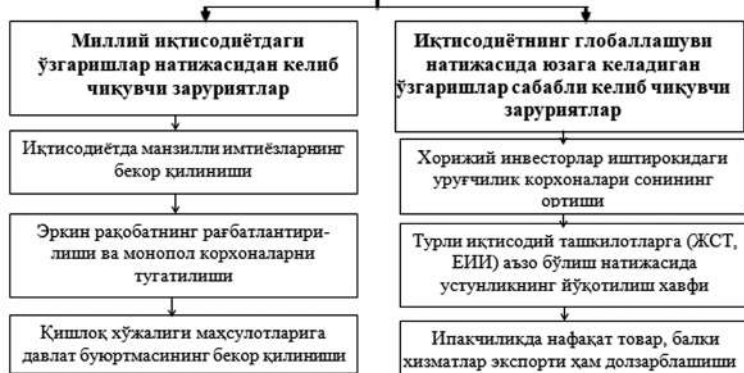 Миллий иқтисодиётдаги
ўзгаришлар натижасидан келиб
чиқувчи заруриятлар
Иқтисодиётда манзилли имтиёзларнинг
бекор қилиниши
Эркин рақобатнинг рағбатлантири-
лиши ва монопол корхоналарни
тугатилиши
Қишлоқ хўжалиги маҳсулотларига
давлат буюртмасининг бекор қилиниши
Иқтисодиётнинг глобаллашуви
натижасида юзага келадиган
ўзгаришлар сабабли келиб чиқувчи
заруриятлар
Хорижий инвесторлар иштирокидаги
уруғчилик корхоналари сонининг
ортиши
Турли иқтисодий ташкилотларга (ЖСТ,
ЕИИ) аъзо бўлиш натижасида
устунликнинг йўқотилиш хавфи
Ипакчиликда нафақат товар, балки
хизматлар экспорти ҳам долзарблашиши